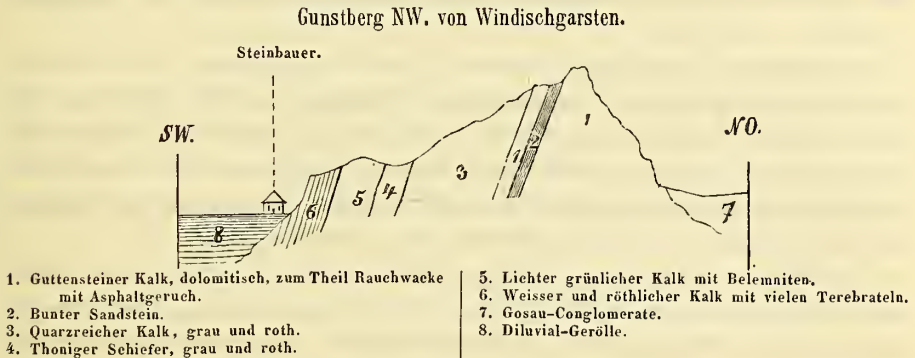 Gunstberg NW. von Windischgarsten.
Steinbauer.
SW.
NO.
1
1
2
3
4
5
6
7
8
1. Guttensteiner Kalk, dolomitisch, zum Theil Rauchwacke
mit Asphaltgeruch.
2. Bunter Sandstein.
3. Quarzreicher Kalk, grau und roth.
4. Thoniger Schiefer, grau und roth.
5. Lichter grünlicher Kalk mit Belemniten.
6. Weisser und röthlicher Kalk mit vielen Terebrateln.
7. Gosau-Conglomerate.
8. Diluvial-Gerölle.